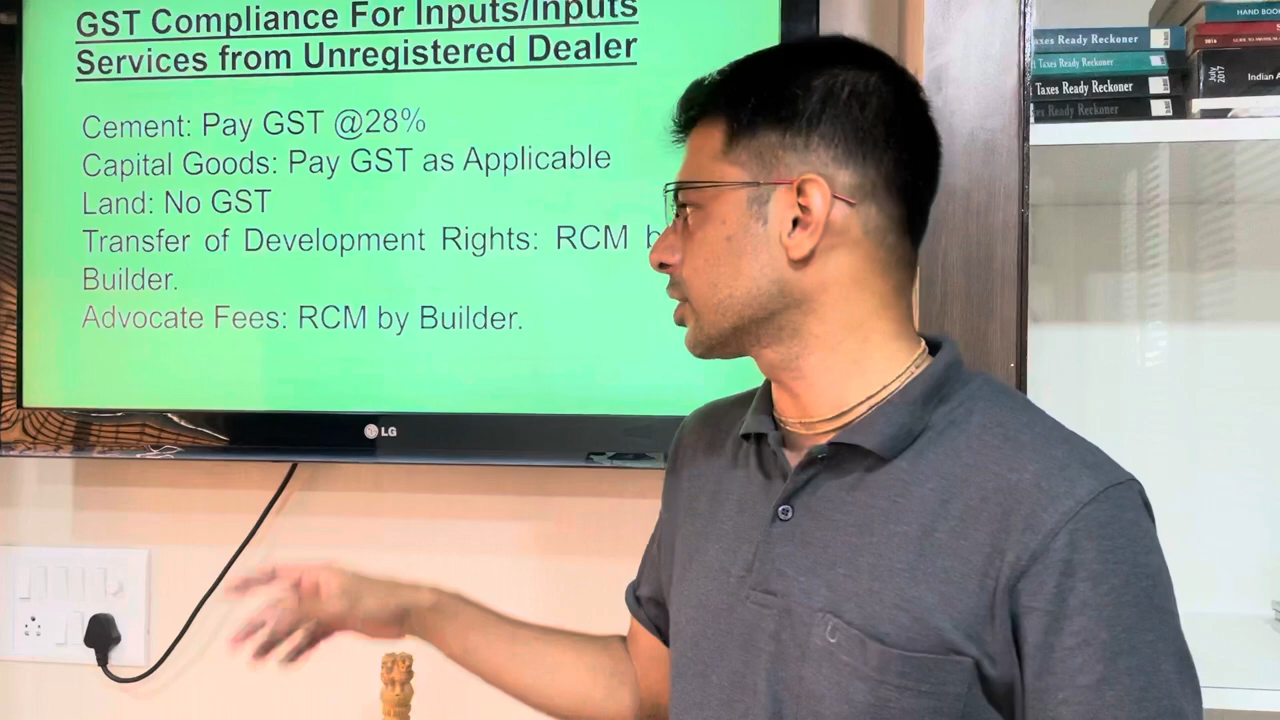 GST Compliance For Inputs/Inputs
Services from Unregistered Dealer
Cement: Pay GST @28%
Capital Goods: Pay GST as Applicable
Land: No GST
Transfer of Development Rights: RCM
Builder.
Advocate Fees: RCM by Builder.
LG
HAND BOO
Taxes Ready Reckoner
Taxes Ready Reckoner
Taxes Ready Reckoner
Ready Reckoner
July
2017
Indian